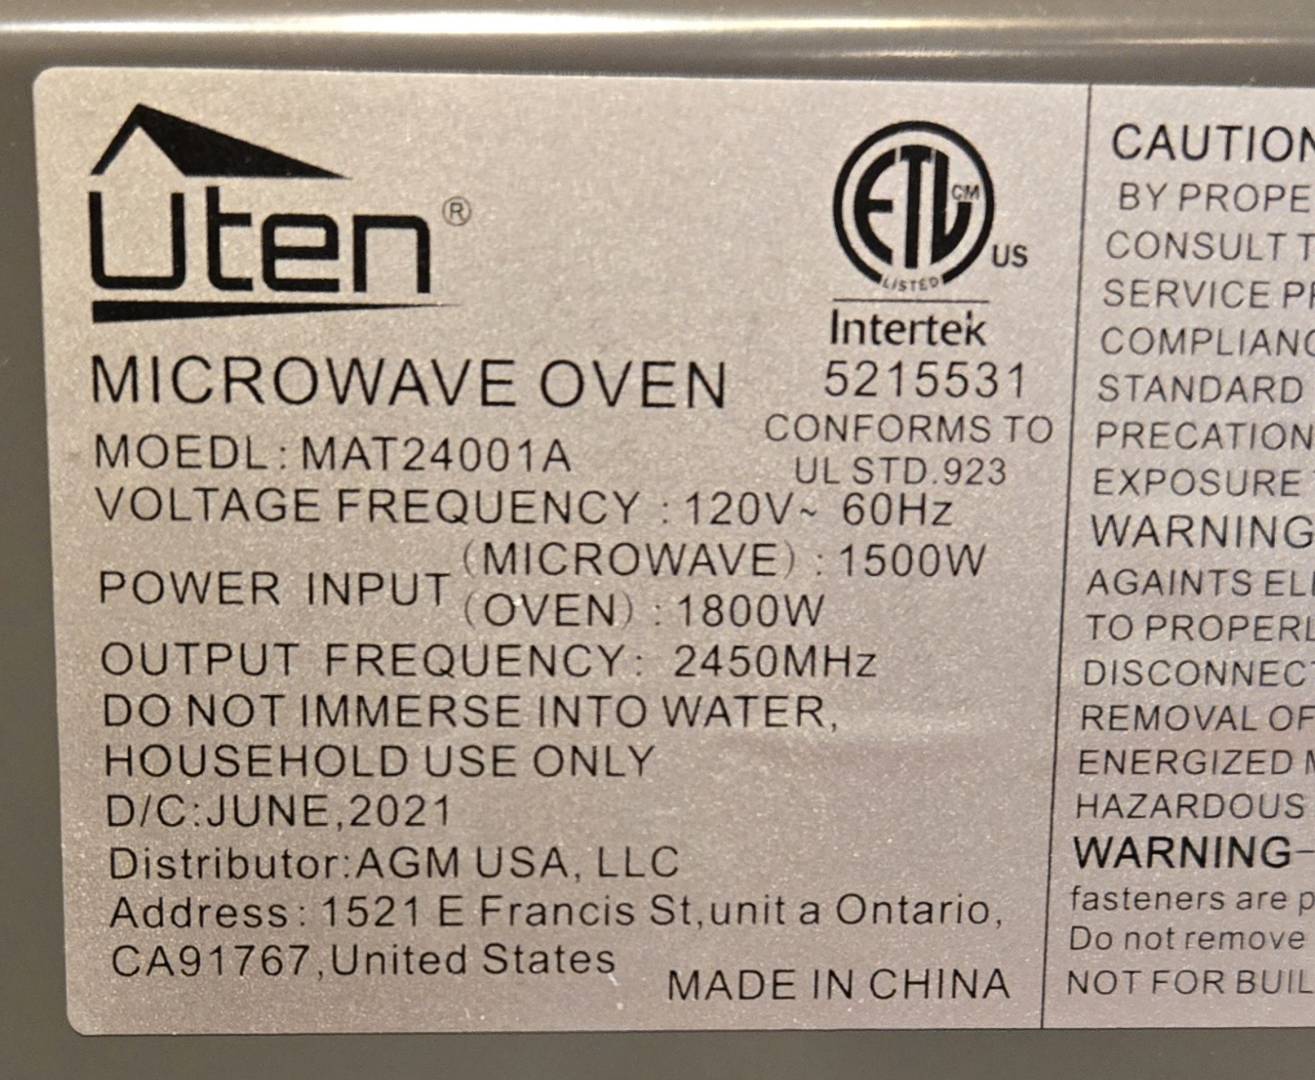 Uten®
MICROWAVE OVEN
MOEDL: MAT24001A
ETL CM
LISTED
US
Intertek
5215531
CONFORMS TO
UL STD.923
VOLTAGE FREQUENCY : 120V~ 60Hz
POWER INPUT (MICROWAVE) : 1500W
(OVEN) : 1800W
OUTPUT FREQUENCY: 2450MHz
DO NOT IMMERSE INTO WATER,
HOUSEHOLD USE ONLY
D/C:JUNE,2021
Distributor:AGM USA, LLC
Address: 1521 E Francis St,unit a Ontario,
CA91767,United States
MADE IN CHINA
CAUTION
BY PROPE
CONSULT T
SERVICE PR
COMPLIANC
STANDARD
PRECATION
EXPOSURE
WARNING
AGAINTS ELE
TO PROPERL
DISCONNECT
REMOVAL OF
ENERGIZED M
HAZARDOUS
WARNING-
fasteners are p
Do not remove
NOT FOR BUIL